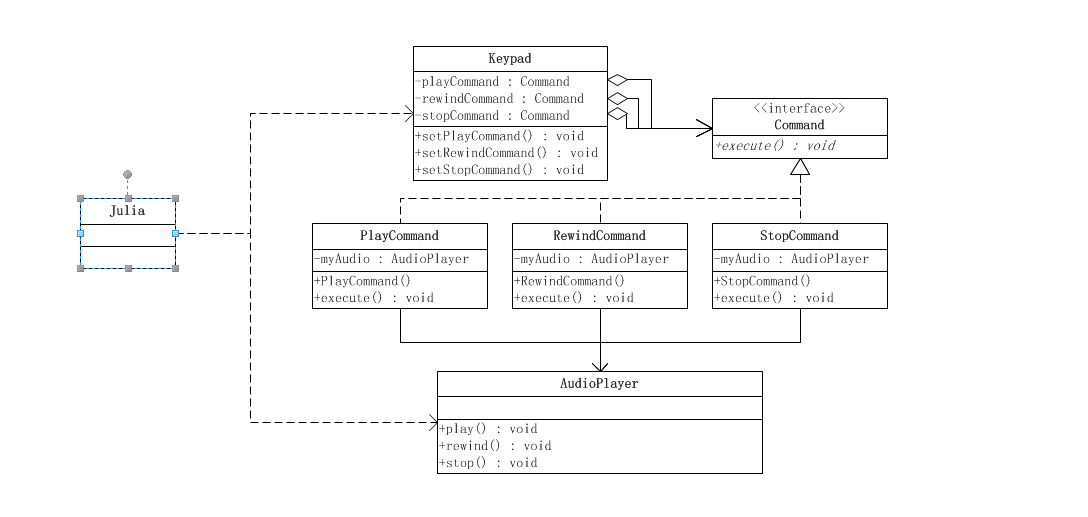 Keypad
-playCommand : Command
-rewindCommand : Command
-stopCommand : Command
+setPlayCommand() : void
+setRewindCommand() : void
+setStopCommand() : void
<<interface>>
Command
+execute() : void
Julia
PlayCommand
-myAudio : AudioPlayer
+PlayCommand()
+execute() : void
RewindCommand
-myAudio : AudioPlayer
+RewindCommand()
+execute() : void
StopCommand
-myAudio : AudioPlayer
+StopCommand()
+execute() : void
AudioPlayer
+play() : void
+rewind() : void
+stop() : void